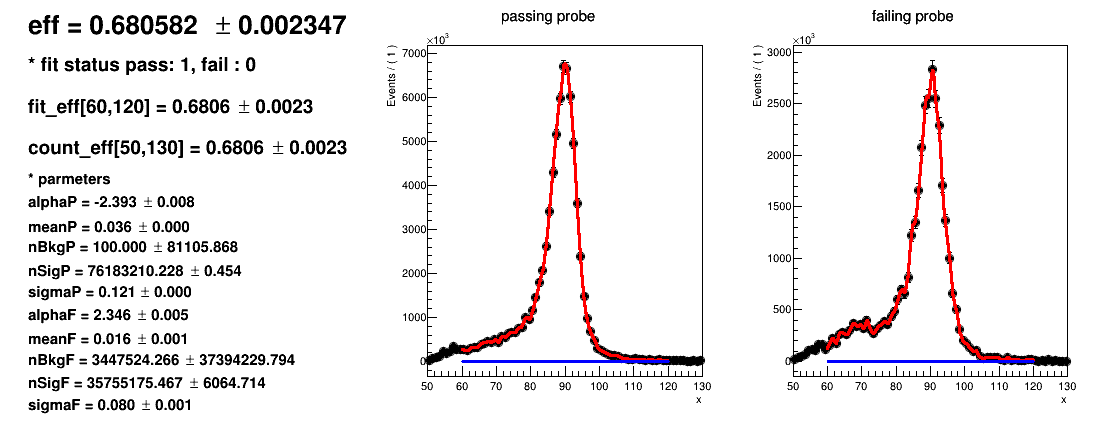 eff = 0.680582 ± 0.002347
* fit status pass: 1, fail : 0
fit_eff[60,120] = 0.6806 ± 0.0023
count_eff[50,130] = 0.6806 ± 0.0023
* parmeters
alphaP = -2.393 ± 0.008
meanP = 0.036 ± 0.000
nBkgP = 100.000 ± 81105.868
nSigP = 76183210.228 ± 0.454
sigmaP = 0.121 ± 0.000
alphaF = 2.346 ± 0.005
meanF = 0.016 ± 0.001
nBkgF = 3447524.266 ± 37394229.794
nSigF = 35755175.467 ± 6064.714
sigmaF = 0.080 ± 0.001
passing probe
×10³
Events / ( 1 )
7000
6000
5000
4000
3000
2000
1000
0
50 60 70 80 90 100 110 120 130
x
failing probe
×10³
Events / ( 1 )
3000
2500
2000
1500
1000
500
0
50 60 70 80 90 100 110 120 130
x